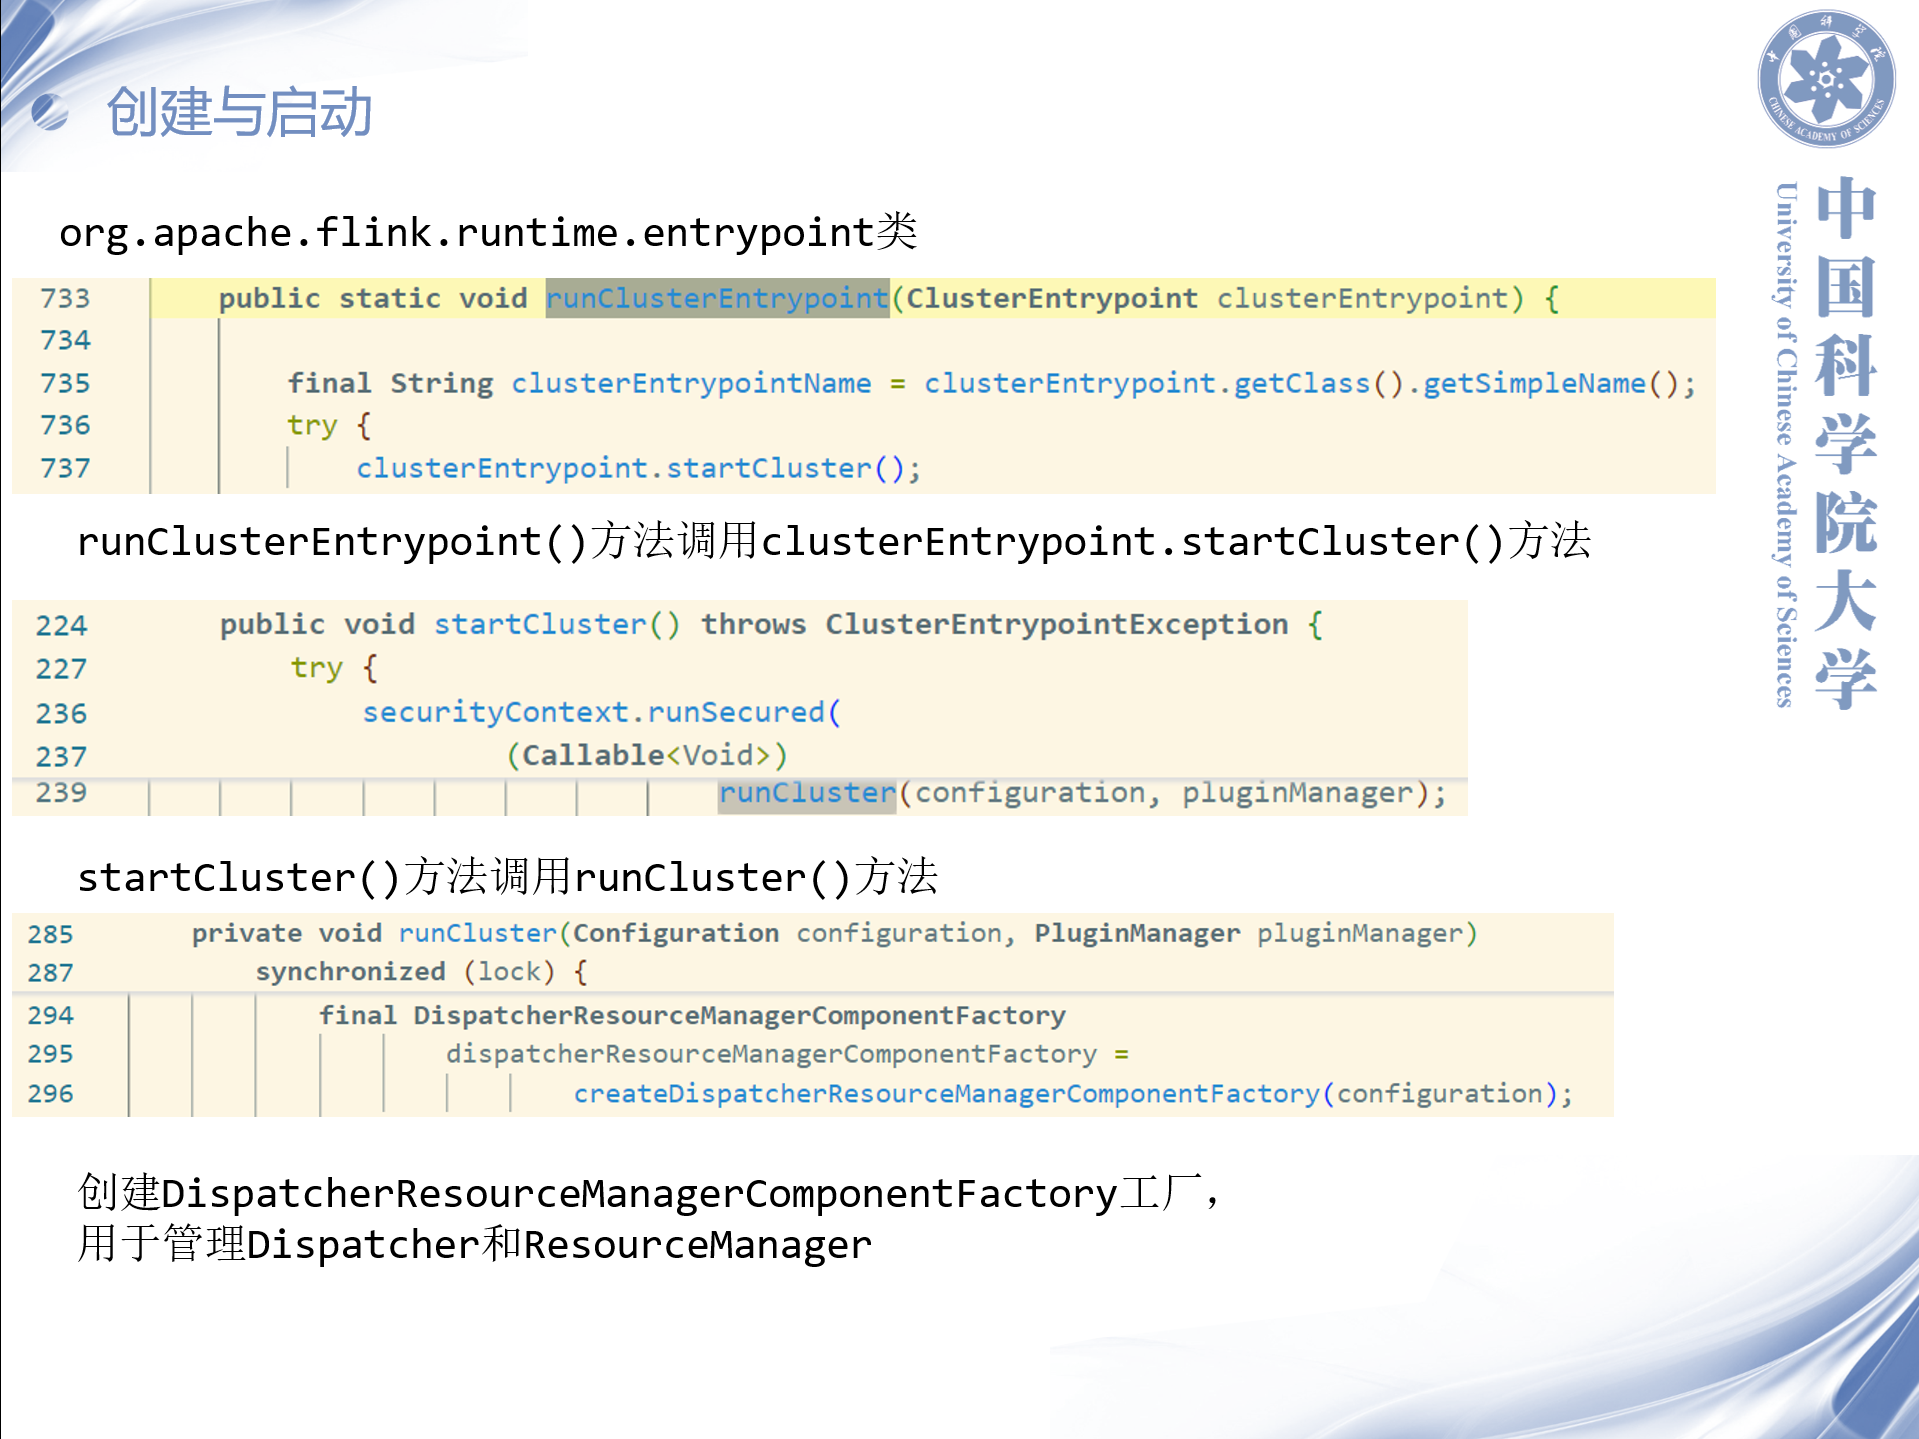 创建与启动
org.apache.flink.runtime.entrypoint类
733 public static void runClusterEntrypoint(ClusterEntrypoint clusterEntrypoint) {
734
735 final String clusterEntrypointName = clusterEntrypoint.getClass().getSimpleName();
736 try {
737 clusterEntrypoint.startCluster();
runClusterEntrypoint()方法调用clusterEntrypoint.startCluster()方法
224 public void startCluster() throws ClusterEntrypointException {
227 try {
236 securityContext.runSecured(
237 (Callable<Void>)
239 runCluster(configuration, pluginManager);
startCluster()方法调用runCluster()方法
285 private void runCluster(Configuration configuration, PluginManager pluginManager)
287 synchronized (lock) {
294 final DispatcherResourceManagerComponentFactory
295 dispatcherResourceManagerComponentFactory =
296 createDispatcherResourceManagerComponentFactory(configuration);
创建DispatcherResourceManagerComponentFactory工厂，
用于管理Dispatcher和ResourceManager
中国科学院
CHINESE ACADEMY OF SCIENCES
中国科学院大学
University of Chinese Academy of Sciences